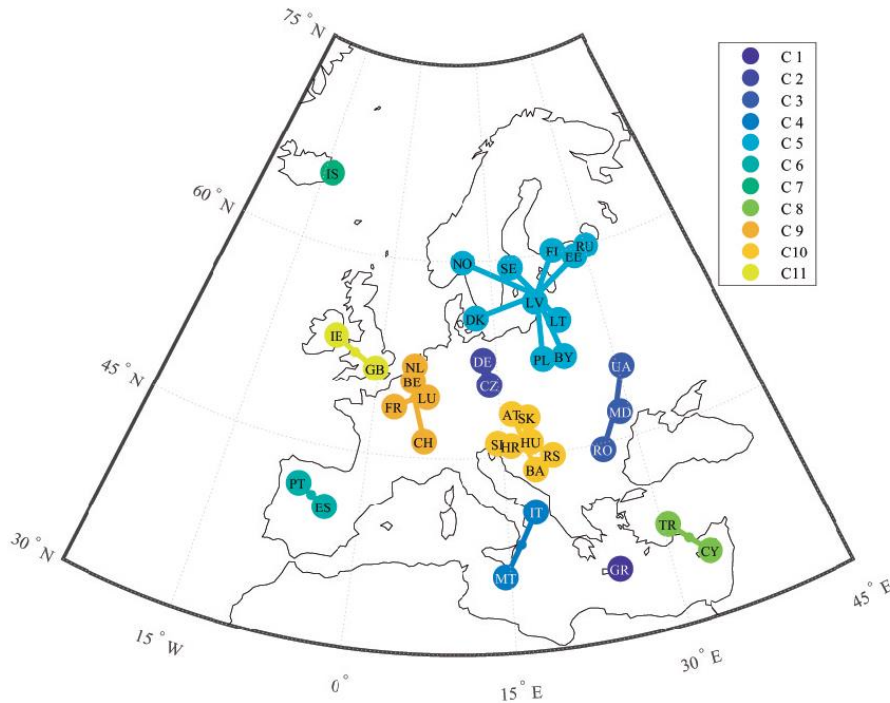 75° N
60° N
45° N
30° N
15° W
0°
15° E
30° E
45° E
C 1
C 2
C 3
C 4
C 5
C 6
C 7
C 8
C 9
C10
C11
IS
NO
SE
FI
RU
EE
LV
DK
LT
PL
BY
IE
GB
NL
BE
LU
FR
CH
DE
CZ
UA
MD
RO
AT
SK
SI
HR
HU
RS
BA
PT
ES
IT
MT
GR
TR
CY